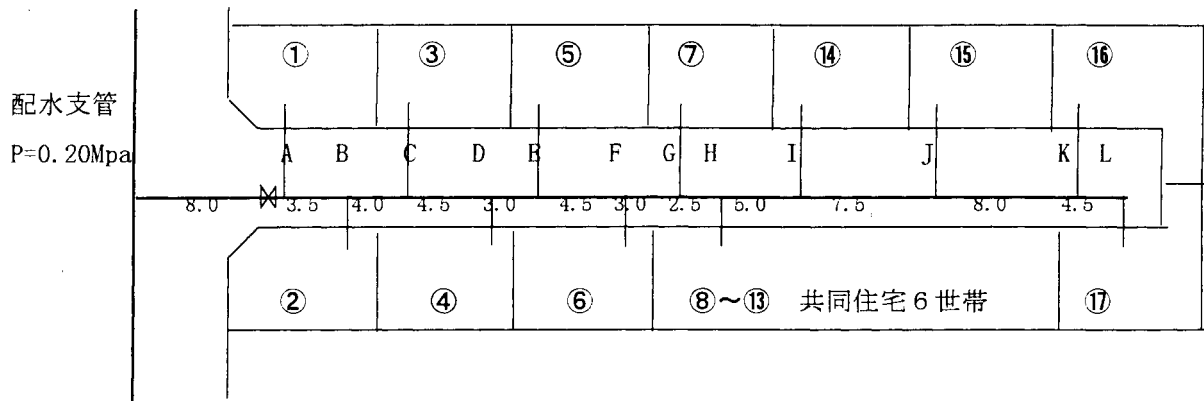 ① ③ ⑤ ⑦ ⑭ ⑮ ⑯
配水支管
P=0.20Mpa
A B C D E F G H I J K L
8.0 3.5 4.0 4.5 3.0 4.5 3.0 2.5 5.0 7.5 8.0 4.5
② ④ ⑥ ⑧～⑬ 共同住宅6世帯 ⑰